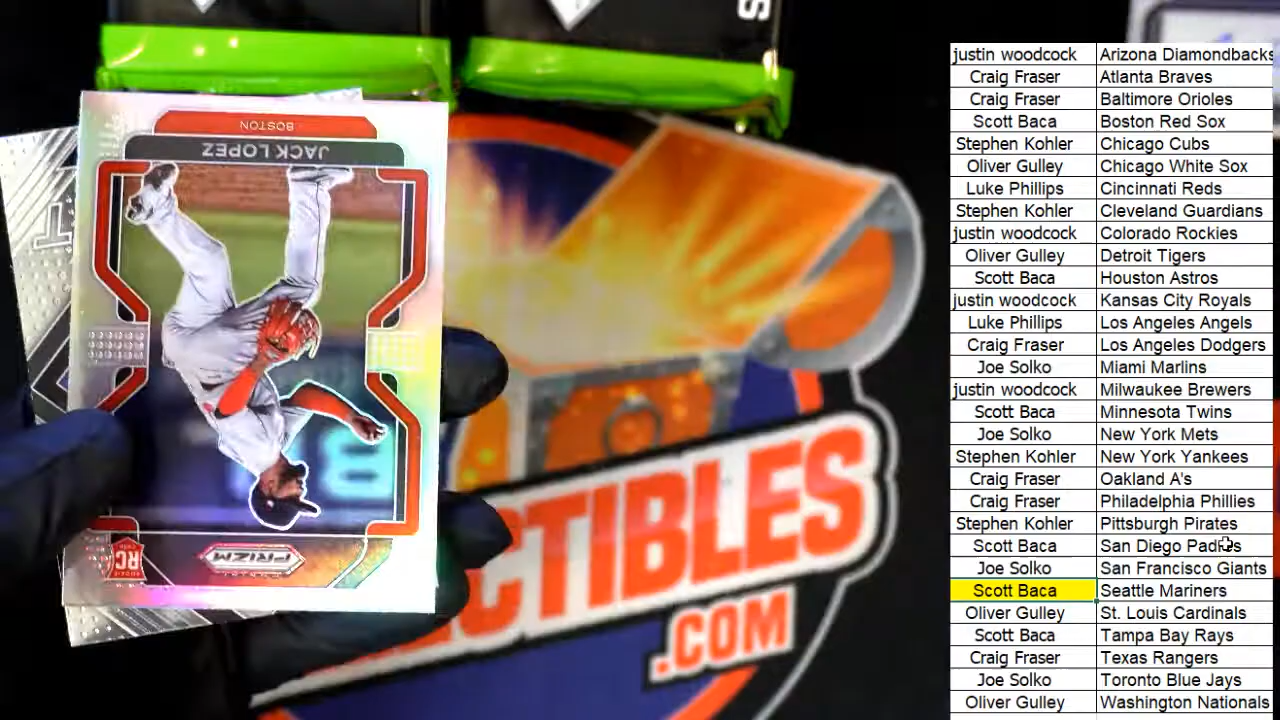 S
BOSTON
JACK LOPEZ
PANINI
PRIZM
RC
ECTIBLES
.COM
justin woodcock Arizona Diamondbacks
Craig Fraser Atlanta Braves
Craig Fraser Baltimore Orioles
Scott Baca Boston Red Sox
Stephen Kohler Chicago Cubs
Oliver Gulley Chicago White Sox
Luke Phillips Cincinnati Reds
Stephen Kohler Cleveland Guardians
justin woodcock Colorado Rockies
Oliver Gulley Detroit Tigers
Scott Baca Houston Astros
justin woodcock Kansas City Royals
Luke Phillips Los Angeles Angels
Craig Fraser Los Angeles Dodgers
Joe Solko Miami Marlins
justin woodcock Milwaukee Brewers
Scott Baca Minnesota Twins
Joe Solko New York Mets
Stephen Kohler New York Yankees
Craig Fraser Oakland A's
Craig Fraser Philadelphia Phillies
Stephen Kohler Pittsburgh Pirates
Scott Baca San Diego Padres
Joe Solko San Francisco Giants
Scott Baca Seattle Mariners
Oliver Gulley St. Louis Cardinals
Scott Baca Tampa Bay Rays
Craig Fraser Texas Rangers
Joe Solko Toronto Blue Jays
Oliver Gulley Washington Nationals